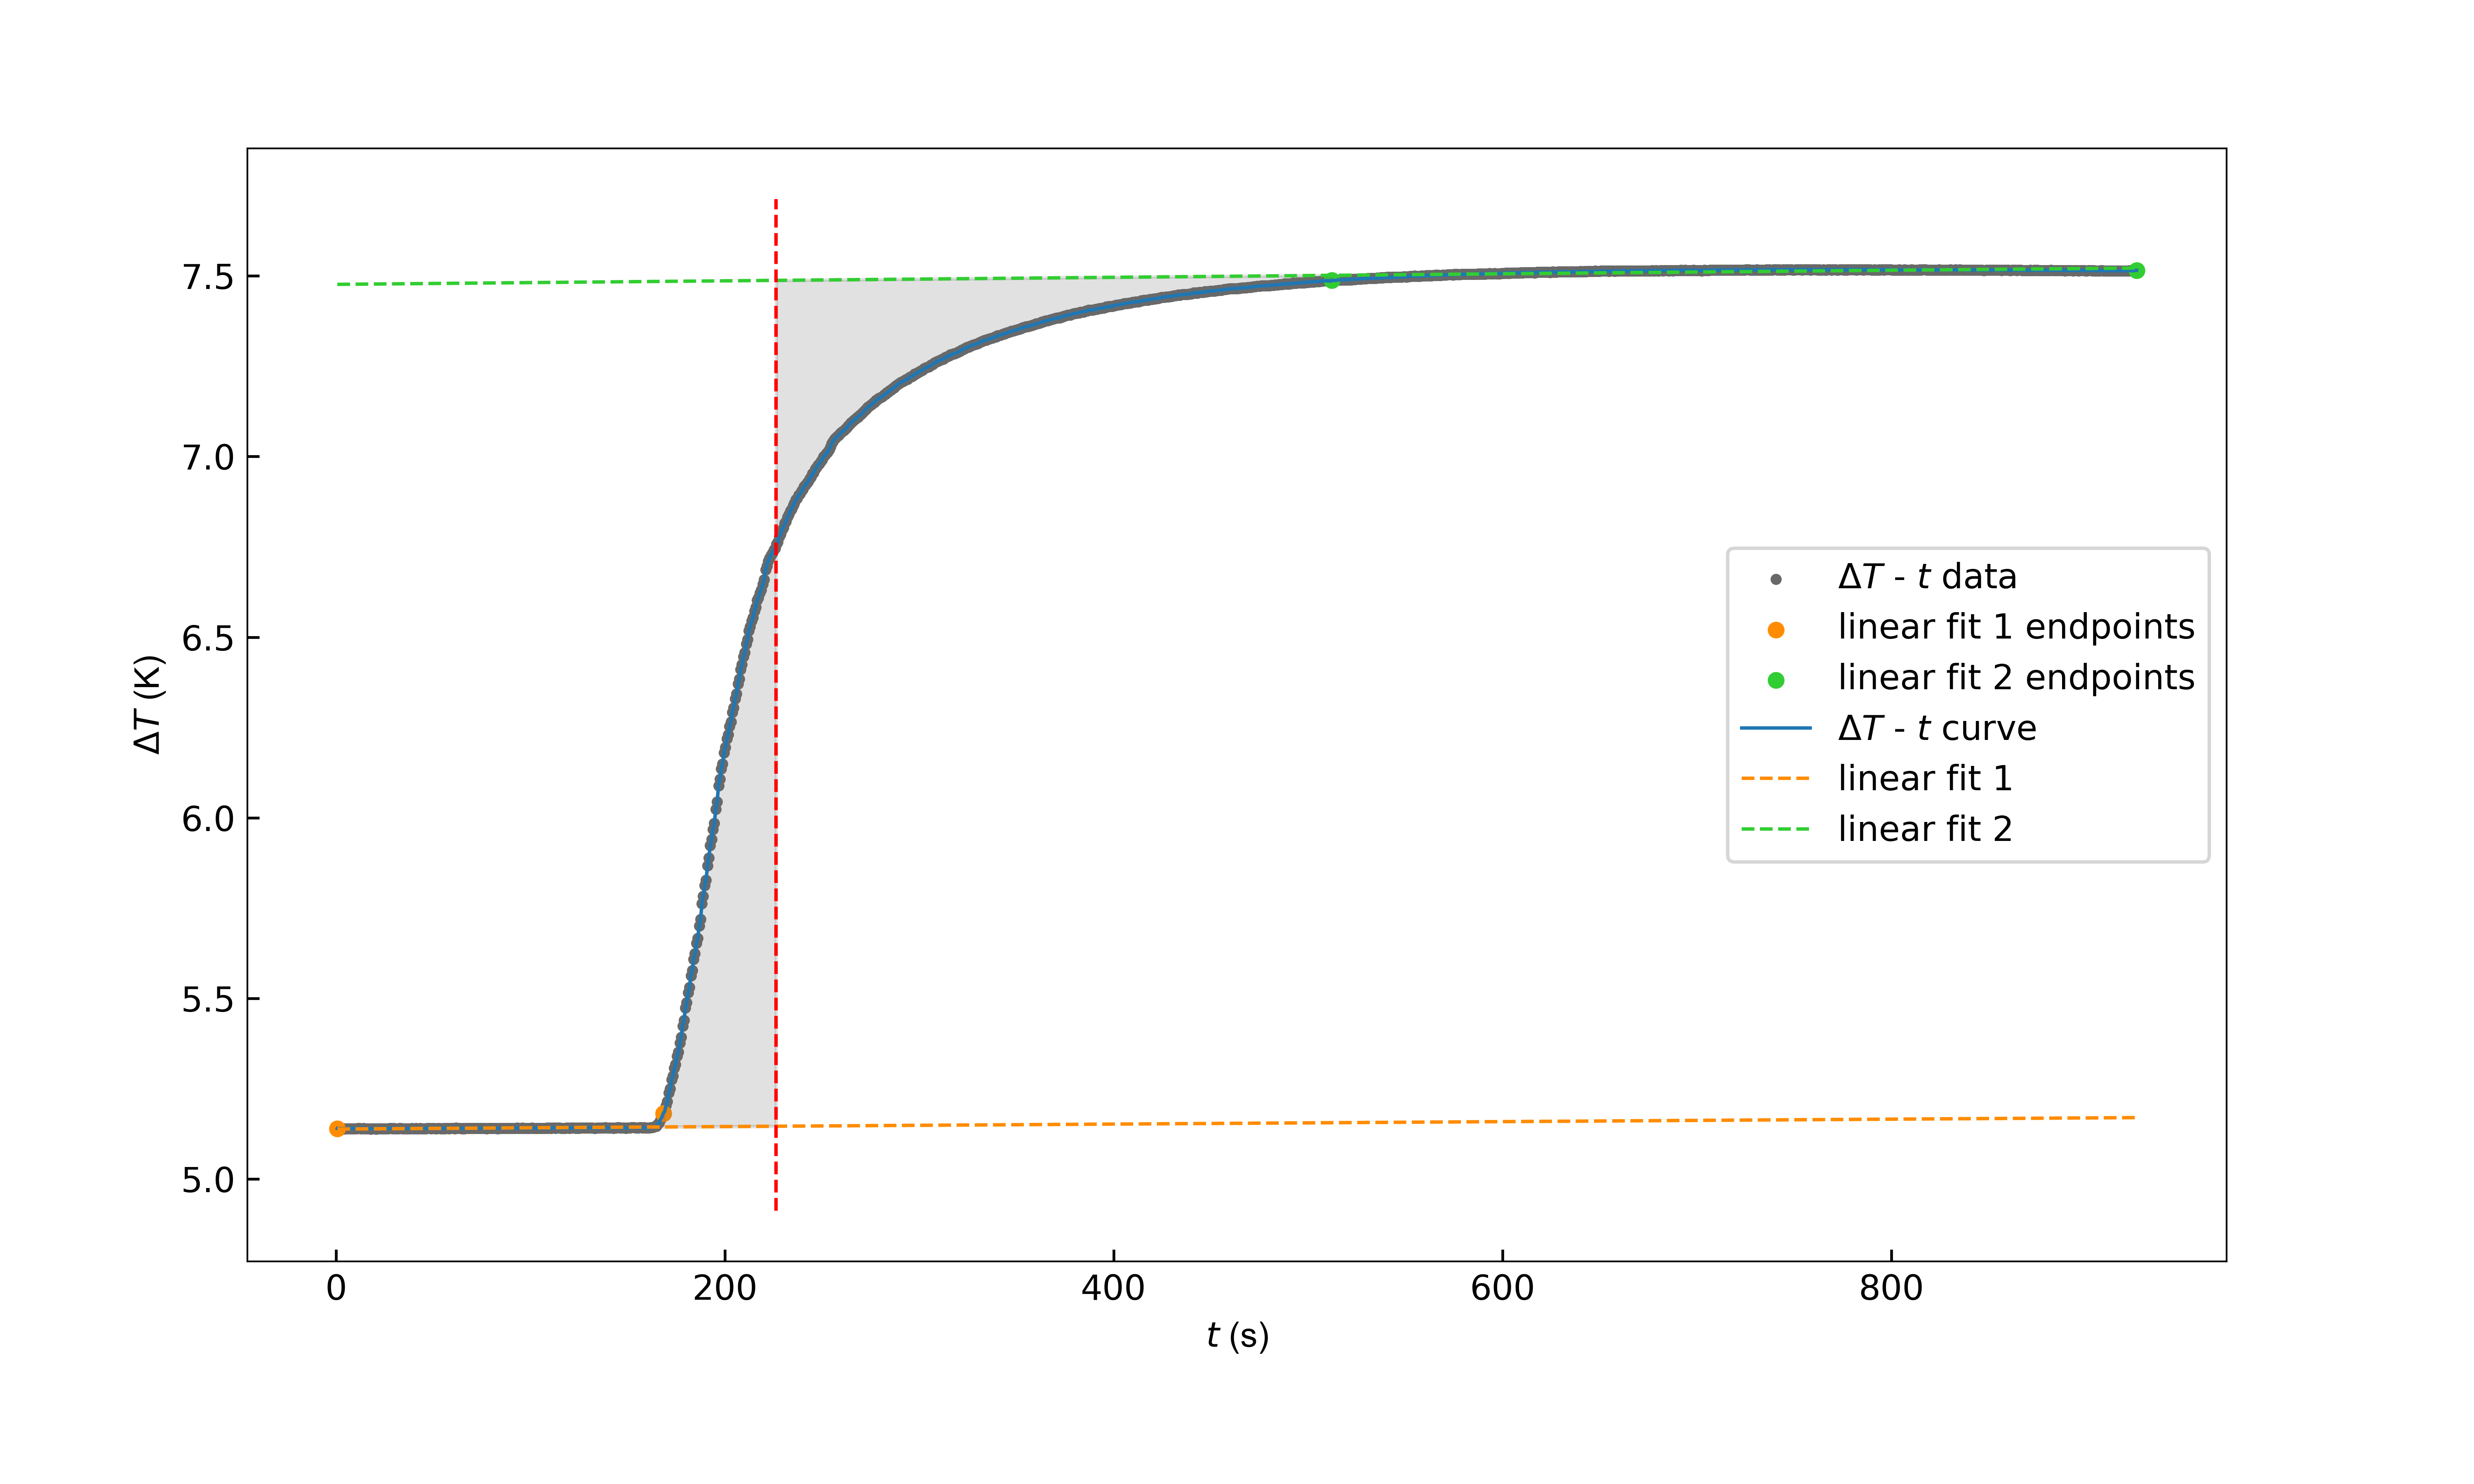 7.5
7.0
6.5
6.0
5.5
5.0
ΔT (K)
0 200 400 600 800
t (s)
ΔT - t data
linear fit 1 endpoints
linear fit 2 endpoints
ΔT - t curve
linear fit 1
linear fit 2